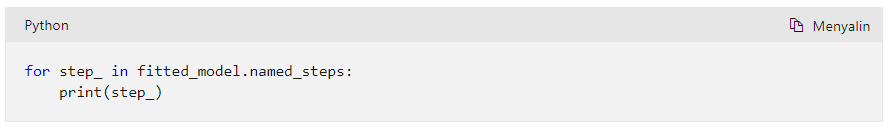 Python
Menyalin
for step_ in fitted_model.named_steps:
    print(step_)